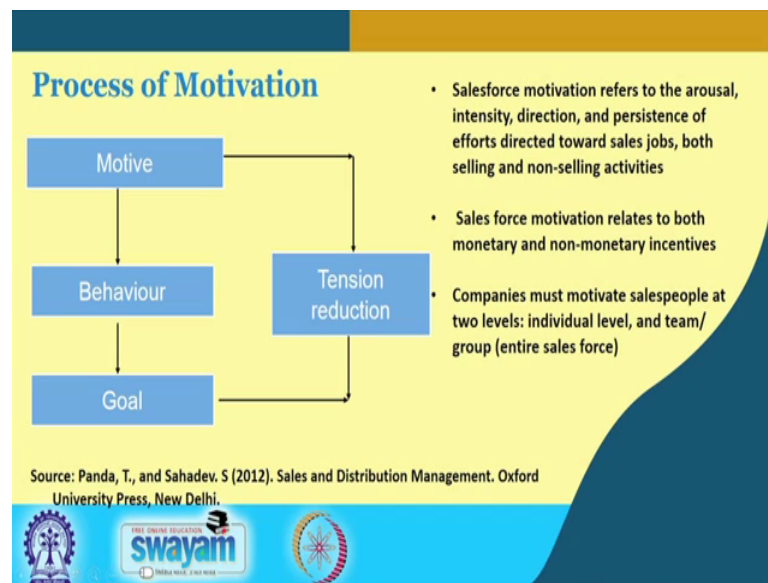 Process of Motivation
Motive
Behaviour
Goal
Tension
reduction
• Salesforce motivation refers to the arousal,
intensity, direction, and persistence of
efforts directed toward sales jobs, both
selling and non-selling activities
• Sales force motivation relates to both
monetary and non-monetary incentives
• Companies must motivate salespeople at
two levels: individual level, and team/
group (entire sales force)
Source: Panda, T., and Sahadev. S (2012). Sales and Distribution Management. Oxford
University Press, New Delhi.
FREE ONLINE EDUCATION
swayam